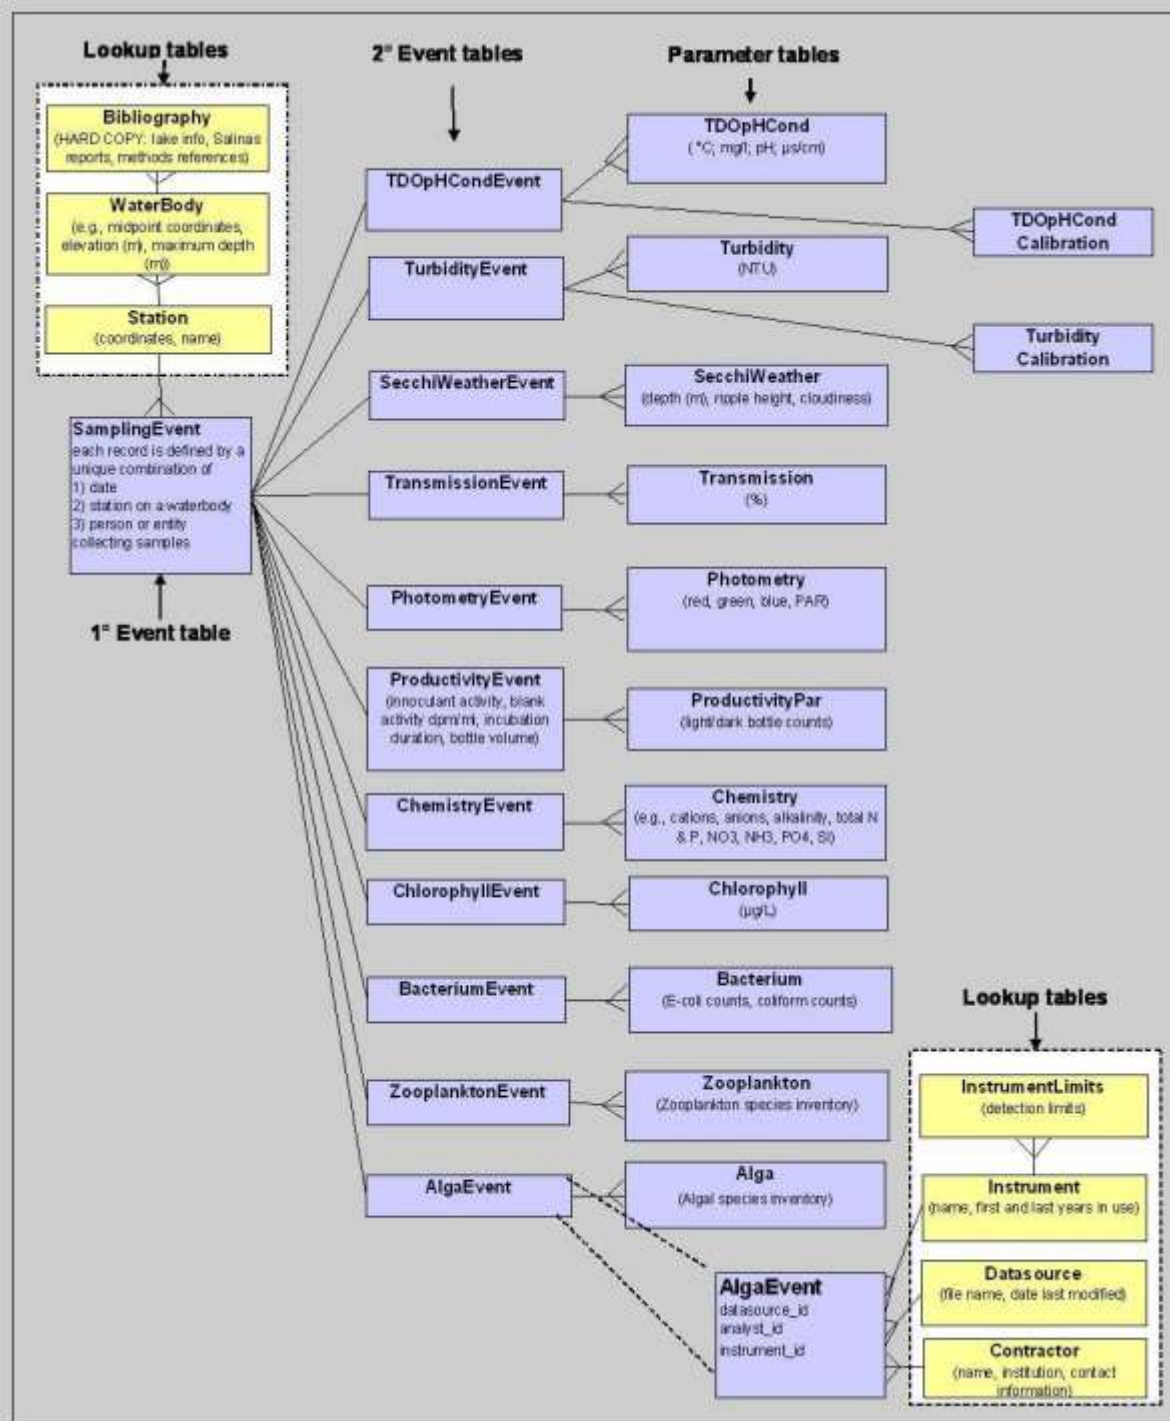 Lookup tables
2° Event tables
Parameter tables
Bibliography
(HARD COPY: lake info, Salinas
reports, methods references)
WaterBody
(e.g., midpoint coordinates,
elevation (m), maximum depth
(m))
Station
(coordinates, name)
SamplingEvent
each record is defined by a
unique combination of
1) date
2) station on a waterbody
3) person or entity
collecting samples
1° Event table
TDOpHCondEvent
TurbidityEvent
SecchiWeatherEvent
TransmissionEvent
PhotometryEvent
ProductivityEvent
(innoculant activity, blank
activity dpm/ml, incubation
duration, bottle volume)
ChemistryEvent
ChlorophyllEvent
BacteriumEvent
ZooplanktonEvent
AlgaEvent
TDOpHCond
(°C; mg/l; pH; µs/cm)
TDOpHCond
Calibration
Turbidity
(NTU)
Turbidity
Calibration
SecchiWeather
(depth (m), ripple height, cloudiness)
Transmission
(%)
Photometry
(red, green, blue, PAR)
ProductivityPar
(light/dark bottle counts)
Chemistry
(e.g., cations, anions, alkalinity, total N
& P, NO3, NH3, PO4, Si)
Chlorophyll
(µg/L)
Bacterium
(E-coli counts, coliform counts)
Zooplankton
(Zooplankton species inventory)
Alga
(Algal species inventory)
AlgaEvent
datasource_id
analyst_id
instrument_id
Lookup tables
InstrumentLimits
(detection limits)
Instrument
(name, first and last years in use)
Datasource
(file name, date last modified)
Contractor
(name, institution, contact
information)